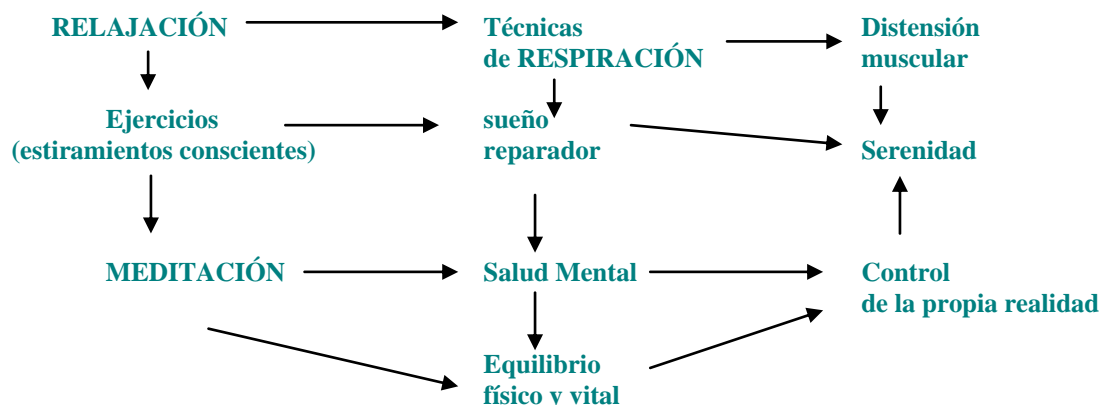 RELAJACIÓN
Técnicas
de RESPIRACIÓN
Distensión
muscular
Ejercicios
(estiramientos conscientes)
sueño
reparador
Serenidad
MEDITACIÓN
Salud Mental
Control
de la propia realidad
Equilibrio
físico y vital